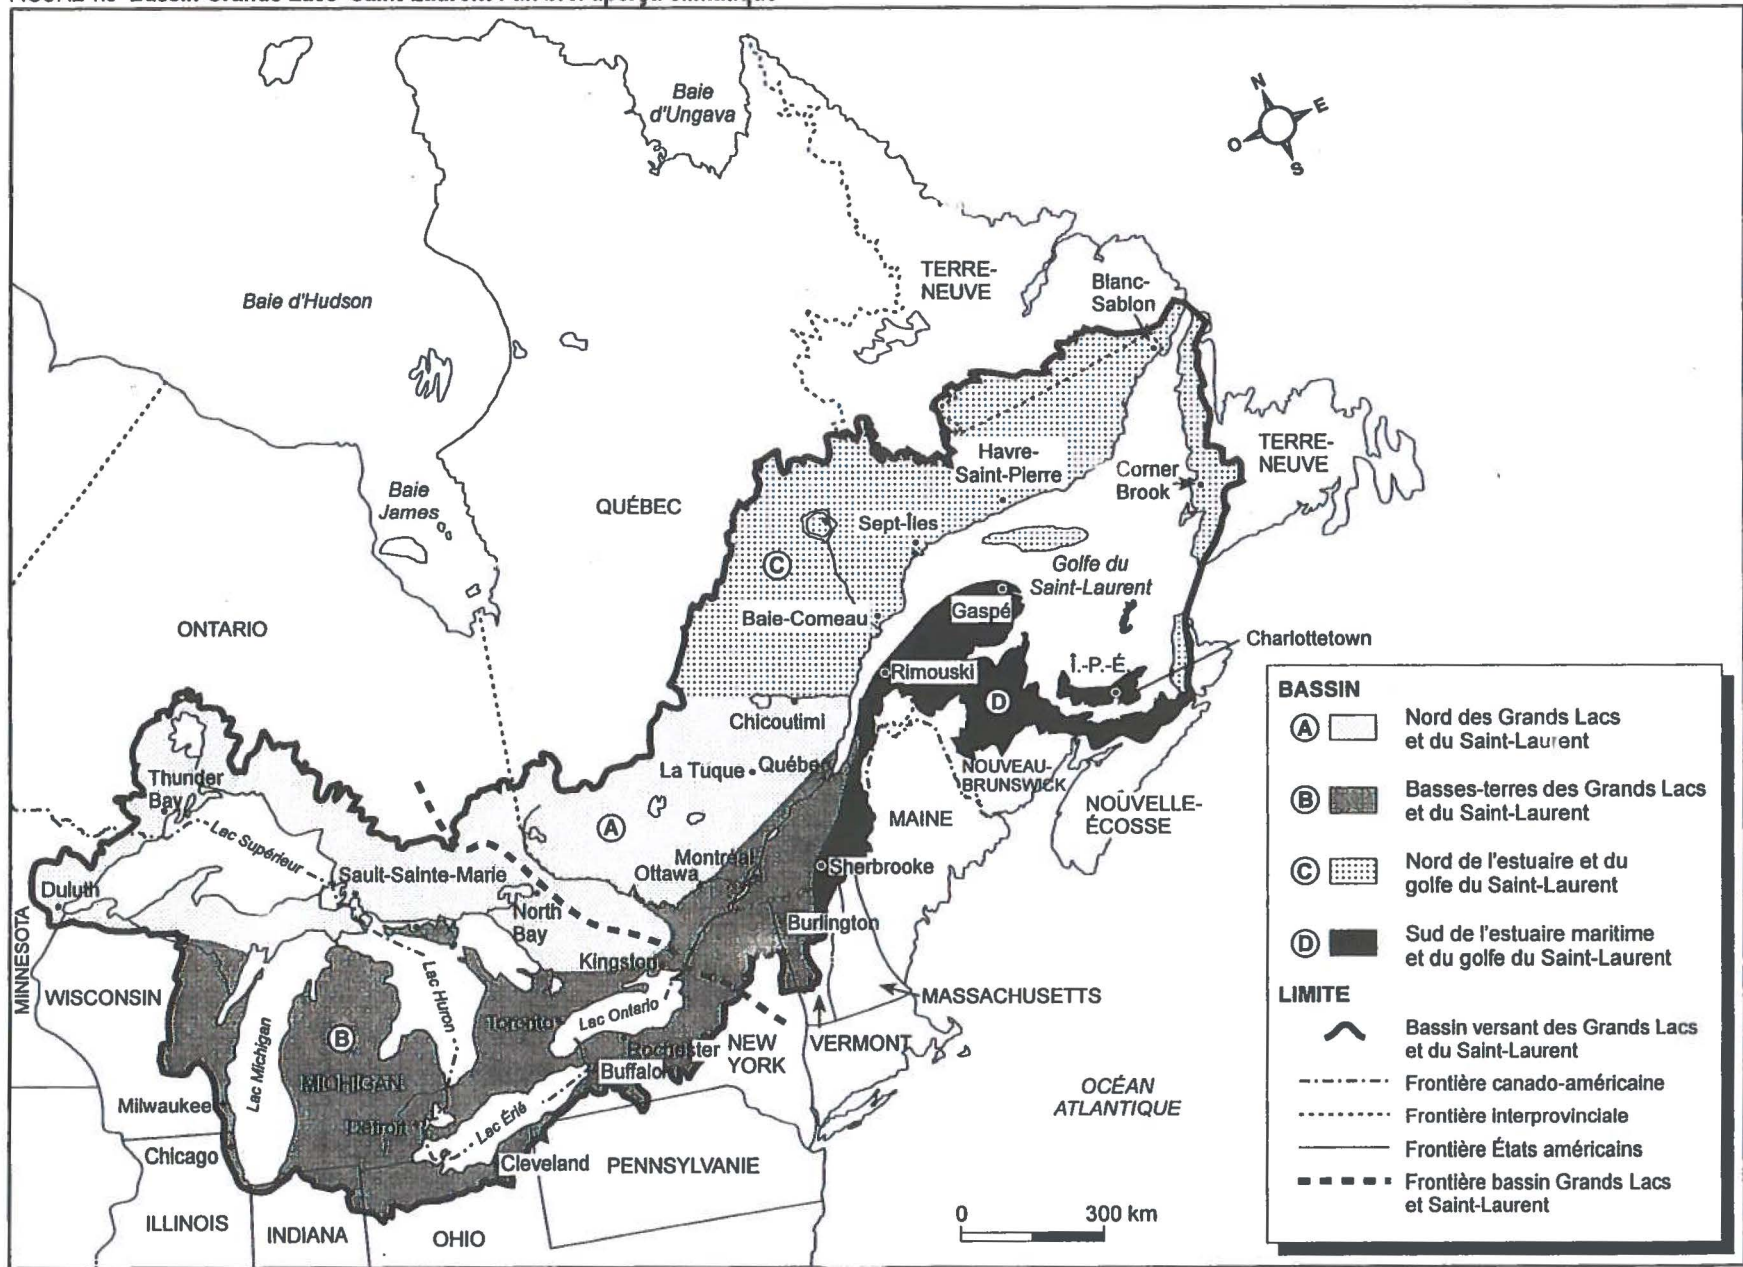 Baie
d'Ungava
N
E
O
S
Baie d'Hudson
TERRE-
NEUVE
Blanc-
Sablon
TERRE-
NEUVE
Corner
Brook
Havre-
Saint-Pierre
Baie
James
QUÉBEC
Sept-Îles
C
Golfe du
Saint-Laurent
Gaspé
Baie-Comeau
ONTARIO
Charlottetown
Î.-P.-É.
Rimouski
D
Chicoutimi
La Tuque
Québec
NOUVEAU-
BRUNSWICK
NOUVELLE-
ÉCOSSE
MAINE
Thunder
Bay
Lac Supérieur
A
Montréal
Ottawa
Sherbrooke
Sault-Sainte-Marie
Duluth
North
Bay
Burlington
Kingston
MINNESOTA
WISCONSIN
Lac Huron
MASSACHUSETTS
Lac Ontario
Toronto
B
Lac Michigan
Rochester
NEW
YORK
VERMONT
Buffalo
MICHIGAN
Milwaukee
Détroit
Lac Érié
OCÉAN
ATLANTIQUE
Chicago
Cleveland
PENNSYLVANIE
ILLINOIS
INDIANA
OHIO
0 300 km
BASSIN
A Nord des Grands Lacs
et du Saint-Laurent
B Basses-terres des Grands Lacs
et du Saint-Laurent
C Nord de l'estuaire et du
golfe du Saint-Laurent
D Sud de l'estuaire maritime
et du golfe du Saint-Laurent
LIMITE
Bassin versant des Grands Lacs
et du Saint-Laurent
Frontière canado-américaine
Frontière interprovinciale
Frontière États américains
Frontière bassin Grands Lacs
et Saint-Laurent